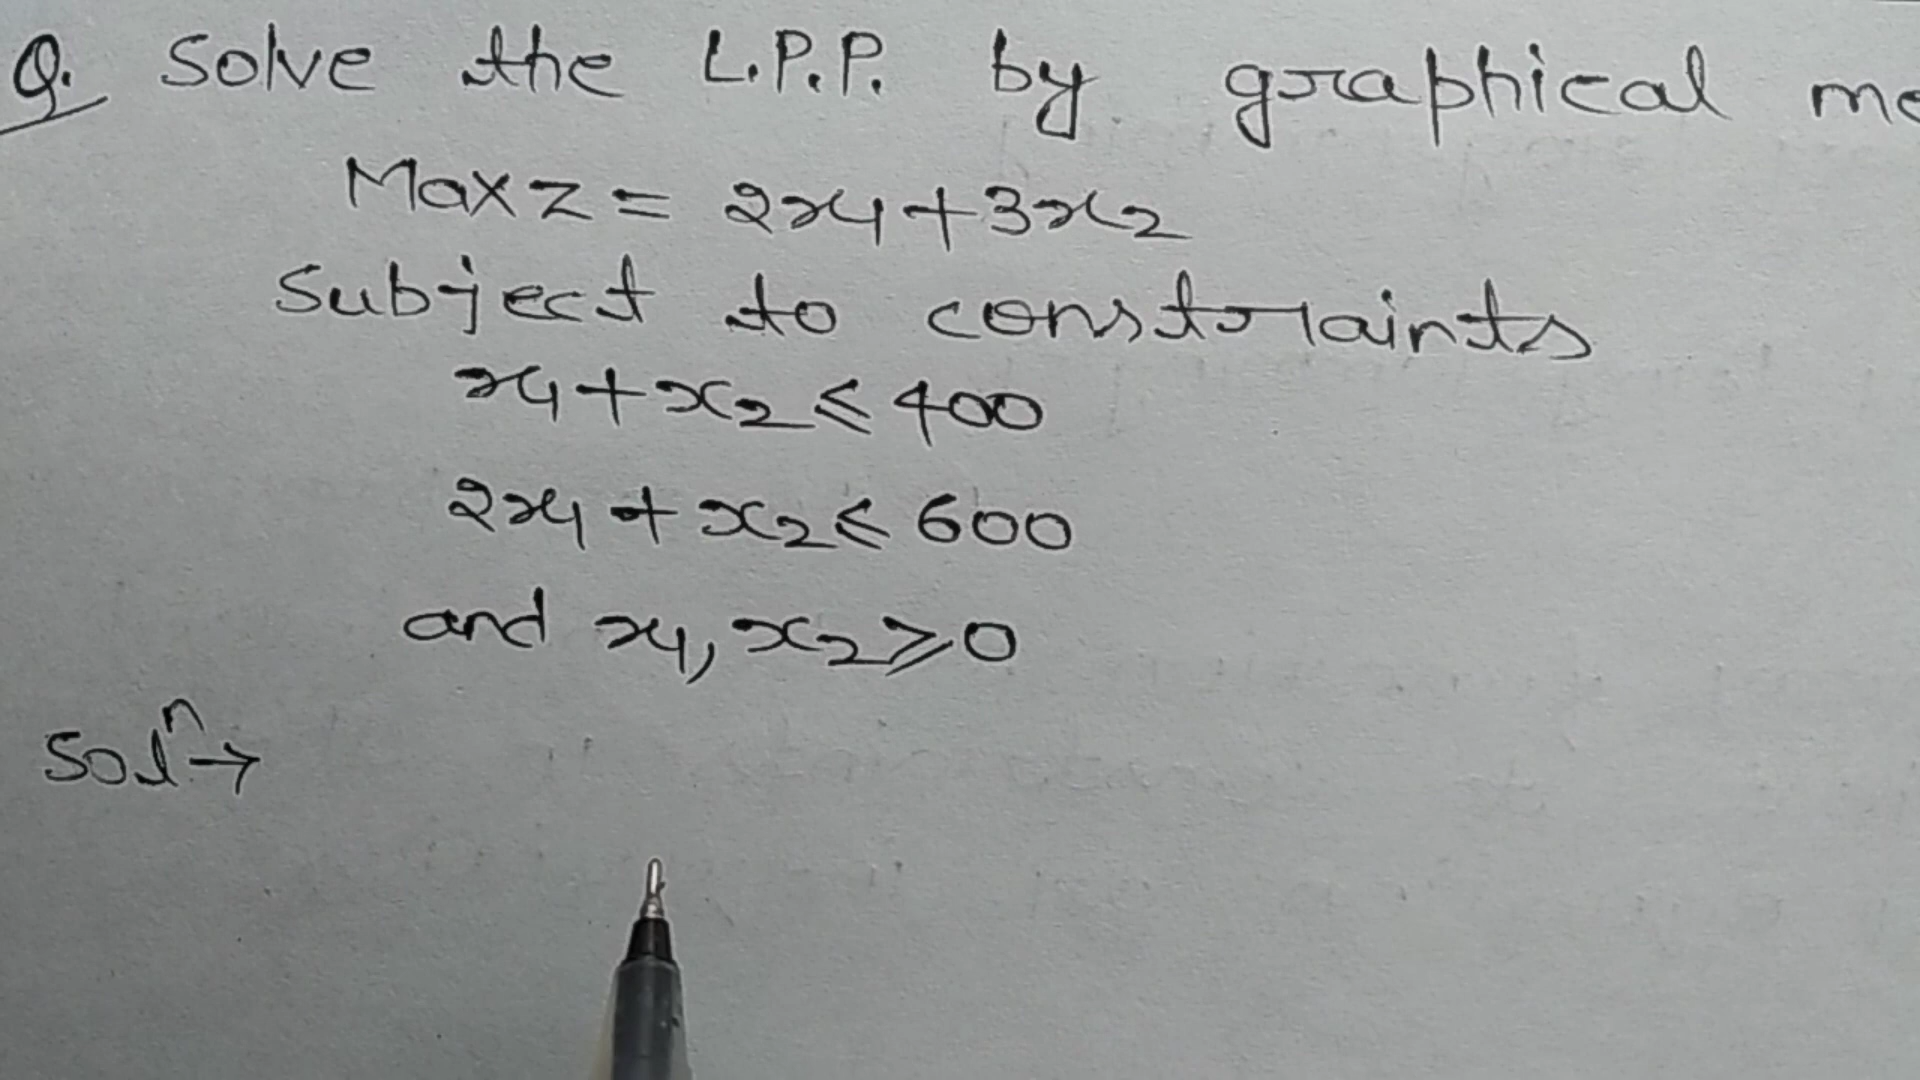 Q. Solve the L.P.P. by graphical me
Max z = 2x1 + 3x2
Subject to constraints
x1 + x2 ≤ 400
2x1 + x2 ≤ 600
and x1, x2 ≥ 0
Solⁿ →